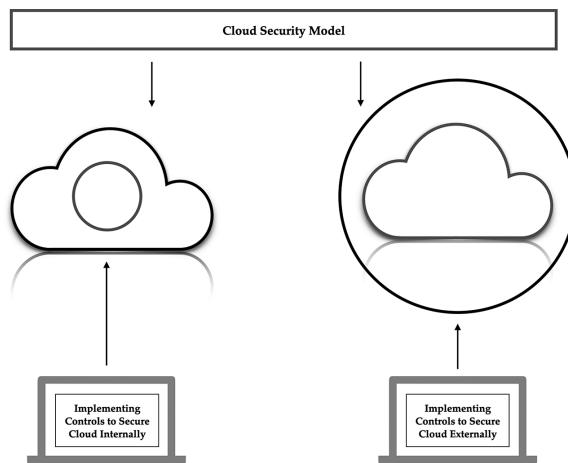 Cloud Security Model
Implementing
Controls to Secure
Cloud Internally
Implementing
Controls to Secure
Cloud Externally